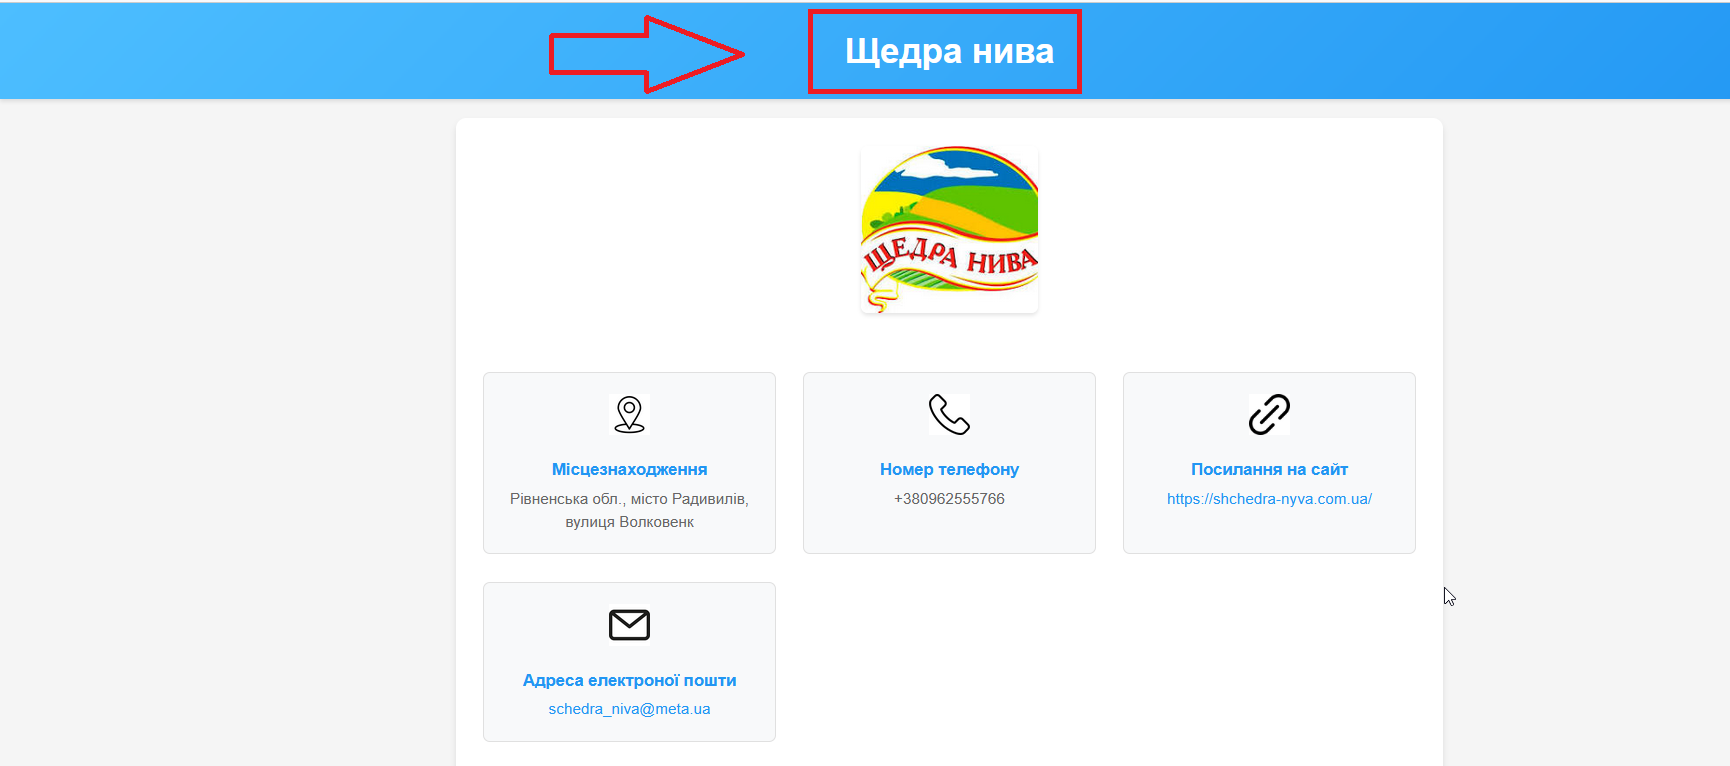 Щедра нива
ЩЕДРА НИВА
Місцезнаходження
Рівненська обл., місто Радивилів,
вулиця Волковенк
Номер телефону
+380962555766
Посилання на сайт
https://shchedra-nyva.com.ua/
Адреса електроної пошти
schedra_niva@meta.ua